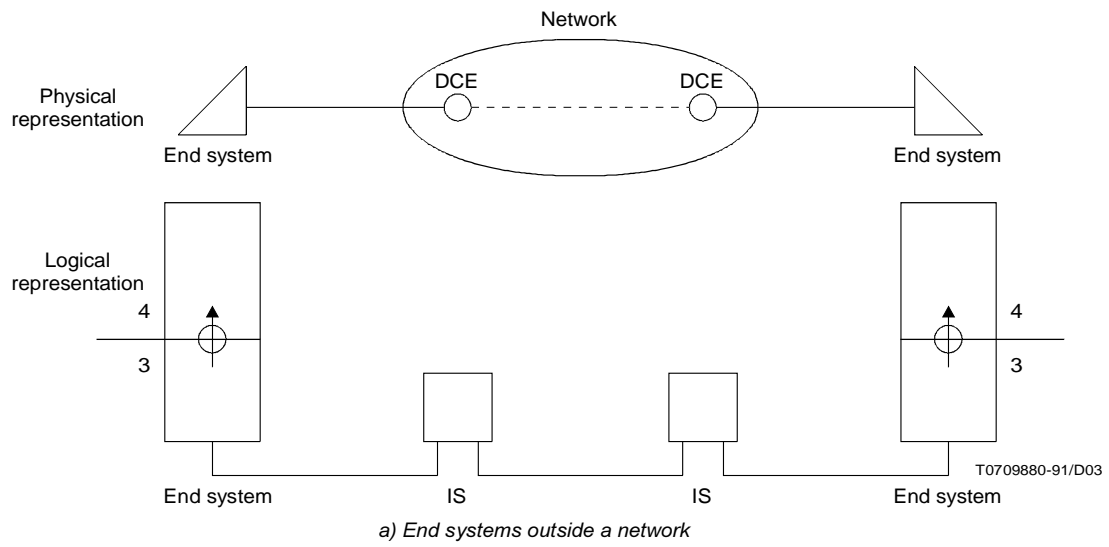 Network
DCE
DCE
Physical
representation
End system
End system
Logical
representation
4
4
3
3
T0709880-91/D03
End system
IS
IS
End system
a) End systems outside a network